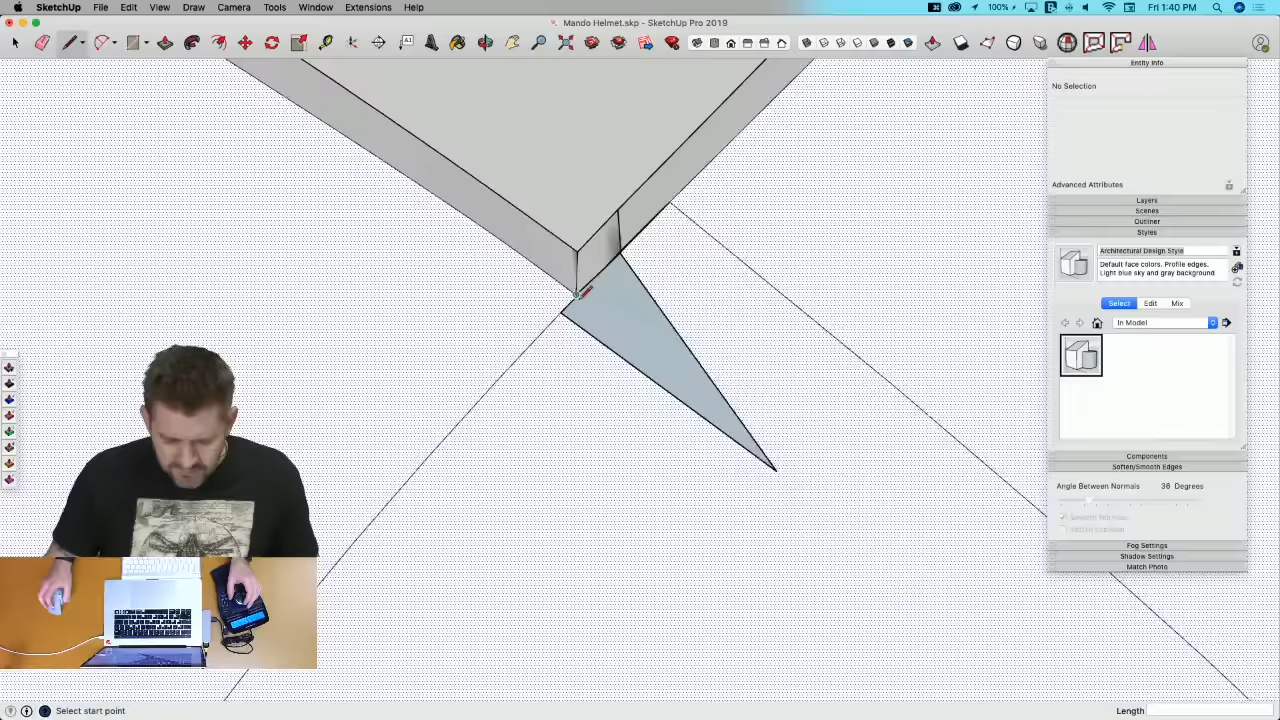 SketchUp File Edit View Draw Camera Tools Window Extensions Help
100% Fri 1:40 PM
Mando Helmet.skp - SketchUp Pro 2019
Entity Info
No Selection
Advanced Attributes
Layers
Scenes
Outliner
Styles
Architectural Design Style
Default face colors. Profile edges.
Light blue sky and gray background
Select Edit Mix
In Model
Components
Soften/Smooth Edges
Angle Between Normals 36 Degrees
Smooth Normals
Fog Settings
Shadow Settings
Match Photo
Select start point
Length